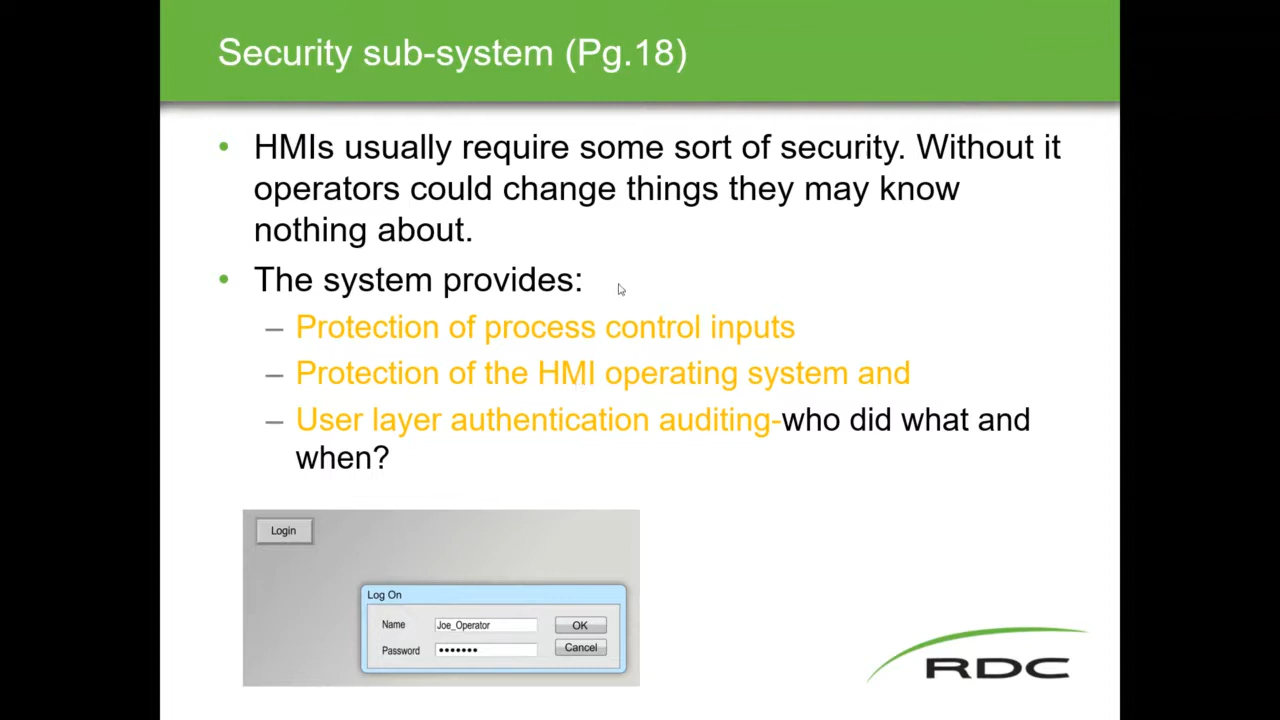 Security sub-system (Pg.18)
• HMIs usually require some sort of security. Without it
operators could change things they may know
nothing about.
• The system provides:
– Protection of process control inputs
– Protection of the HMI operating system and
– User layer authentication auditing-who did what and
when?
Login
Log On
Name Joe_Operator OK
Password ••••••• Cancel
RDC